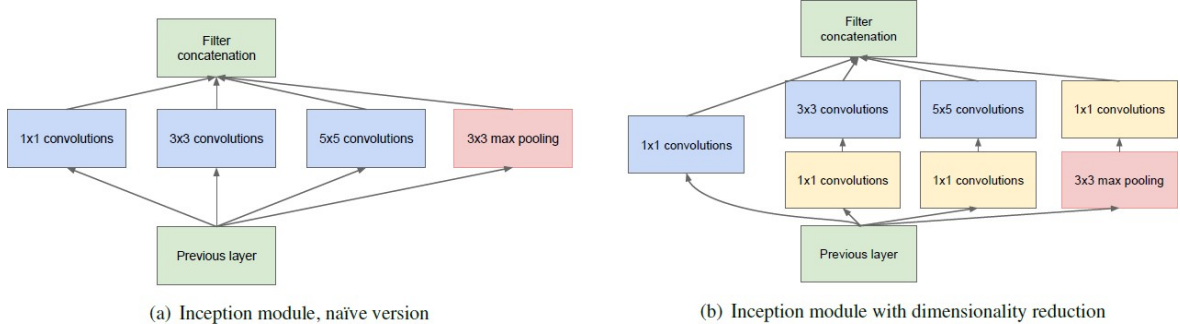 Filter
concatenation
1x1 convolutions
3x3 convolutions
5x5 convolutions
3x3 max pooling
Previous layer
(a) Inception module, naïve version
Filter
concatenation
3x3 convolutions
5x5 convolutions
1x1 convolutions
1x1 convolutions
1x1 convolutions
1x1 convolutions
3x3 max pooling
Previous layer
(b) Inception module with dimensionality reduction